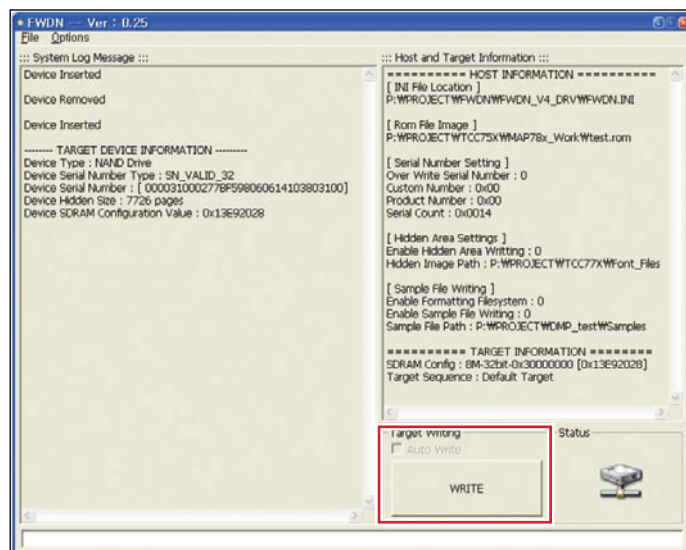 FWDN -- Ver : 0.25
File Options
::: System Log Message :::
Device Inserted
Device Removed
Device Inserted
------- TARGET DEVICE INFORMATION -------
Device Type : NAND Drive
Device Serial Number Type : SN_VALID_32
Device Serial Number : [ 000031000277BF598060614103803100]
Device Hidden Size : 7726 pages
Device SDRAM Configuration Value : 0x13E92028
::: Host and Target Information :::
========== HOST INFORMATION ==========
[ INI File Location ]
P:₩PROJECT₩FWDN₩FWDN_V4_DRV₩FWDN.INI
[ Rom File Image ]
P:₩PROJECT₩TCC75X₩MAP78x_Work₩test.rom
[ Serial Number Setting ]
Over Write Serial Number : 0
Custom Number : 0x00
Product Number : 0x00
Serial Count : 0x0014
[ Hidden Area Settings ]
Enable Hidden Area Writting : 0
Hidden Image Path : P:₩PROJECT₩TCC77X₩Font_Files
[ Sample File Writing ]
Enable Formatting Filesystem : 0
Enable Sample File Writing : 0
Sample File Path : P:₩PROJECT₩DMP_test₩Samples
========== TARGET INFORMATION ========
SDRAM Config : 8M-32bit-0x30000000 [0x13E92028]
Target Sequence : Default Target
Target Writing
Auto Write
WRITE
Status